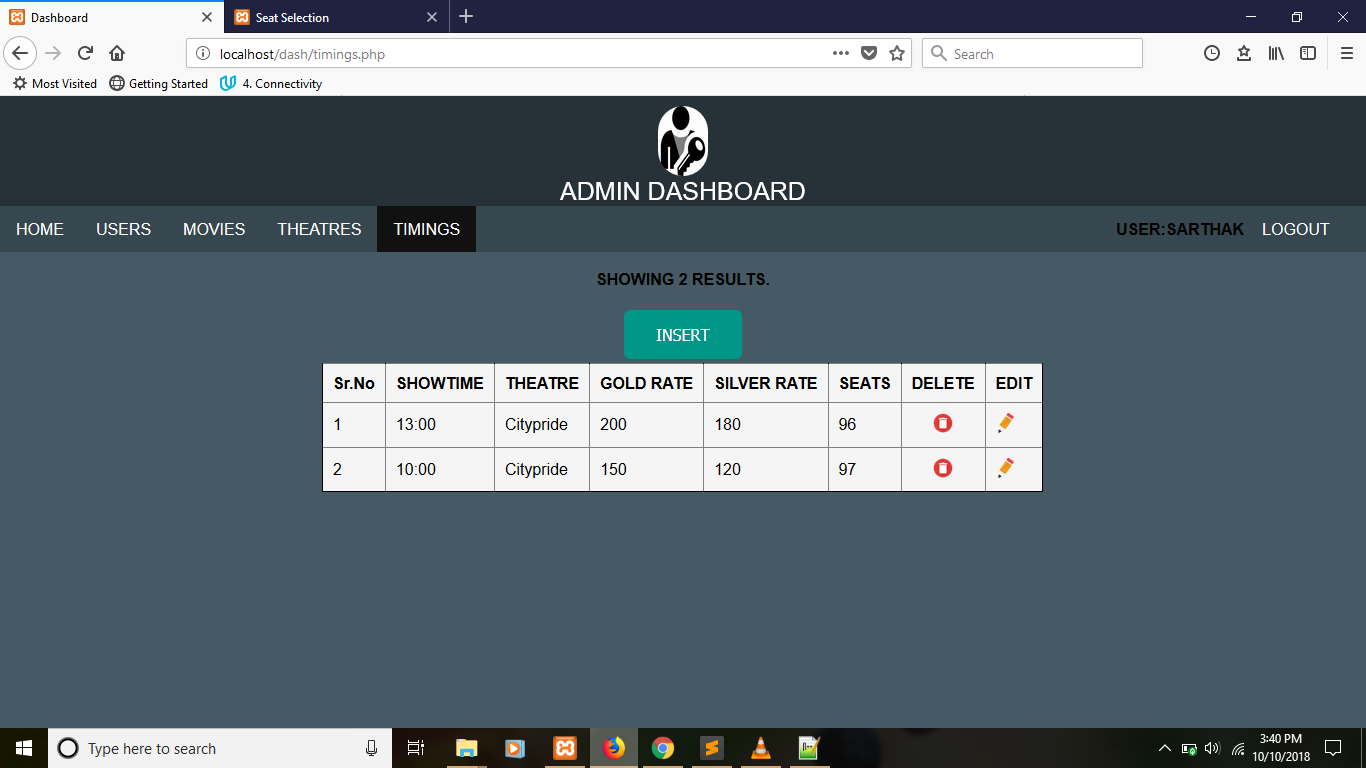 Dashboard
Seat Selection
localhost/dash/timings.php
Search
Most Visited
Getting Started
4. Connectivity
ADMIN DASHBOARD
HOME USERS MOVIES THEATRES TIMINGS USER:SARTHAK LOGOUT
SHOWING 2 RESULTS.
INSERT
Sr.No SHOWTIME THEATRE GOLD RATE SILVER RATE SEATS DELETE EDIT
1 13:00 Citypride 200 180 96
2 10:00 Citypride 150 120 97
Type here to search
3:40 PM
10/10/2018